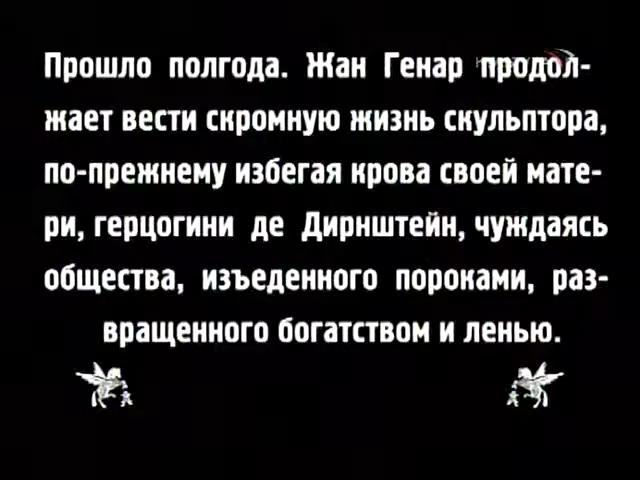 Прошло полгода. Жан Генар продол-
жает вести скромную жизнь скульптора,
по-прежнему избегая крова своей мате-
ри, герцогини де Дирнштейн, чуждаясь
общества, изъеденного пороками, раз-
вращенного богатством и ленью.